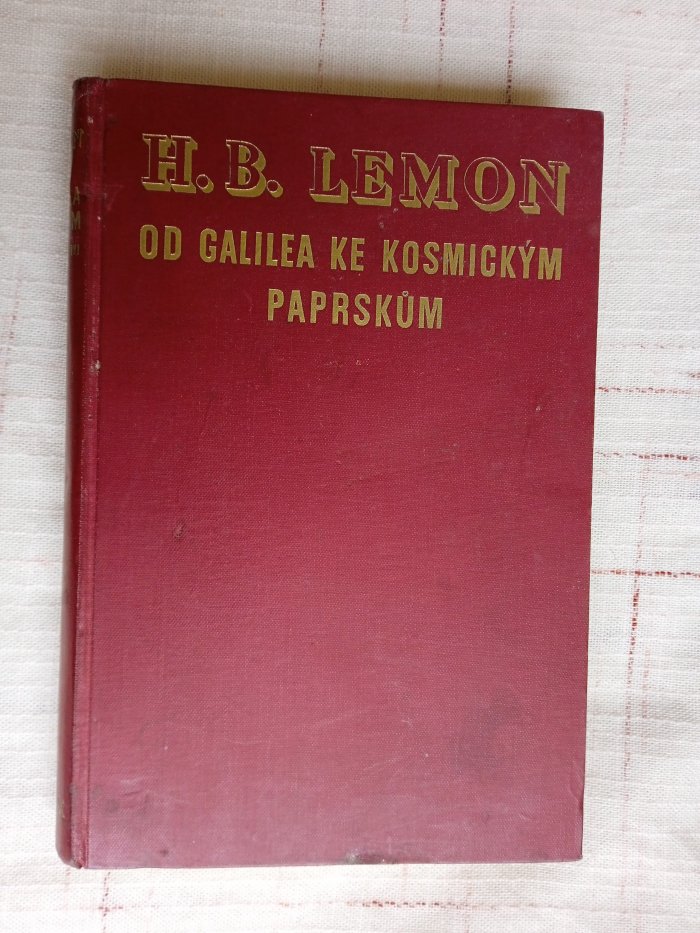 H. B. LEMON
OD GALILEA KE KOSMICKÝM
PAPRSKŮM